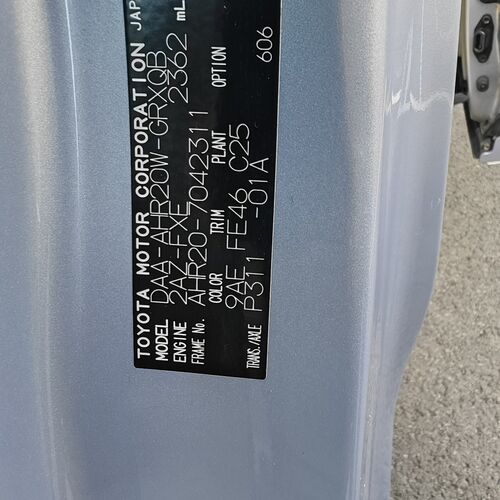 TOYOTA MOTOR CORPORATION JAP
MODEL DAA-AHR20W-GRXQB
ENGINE 2AZ-FXE 2362 mL
FRAME No. AHR20-7042311
COLOR TRIM PLANT OPTION
9AE FE46 C25 606
TRANS./AXLE P311 -01A